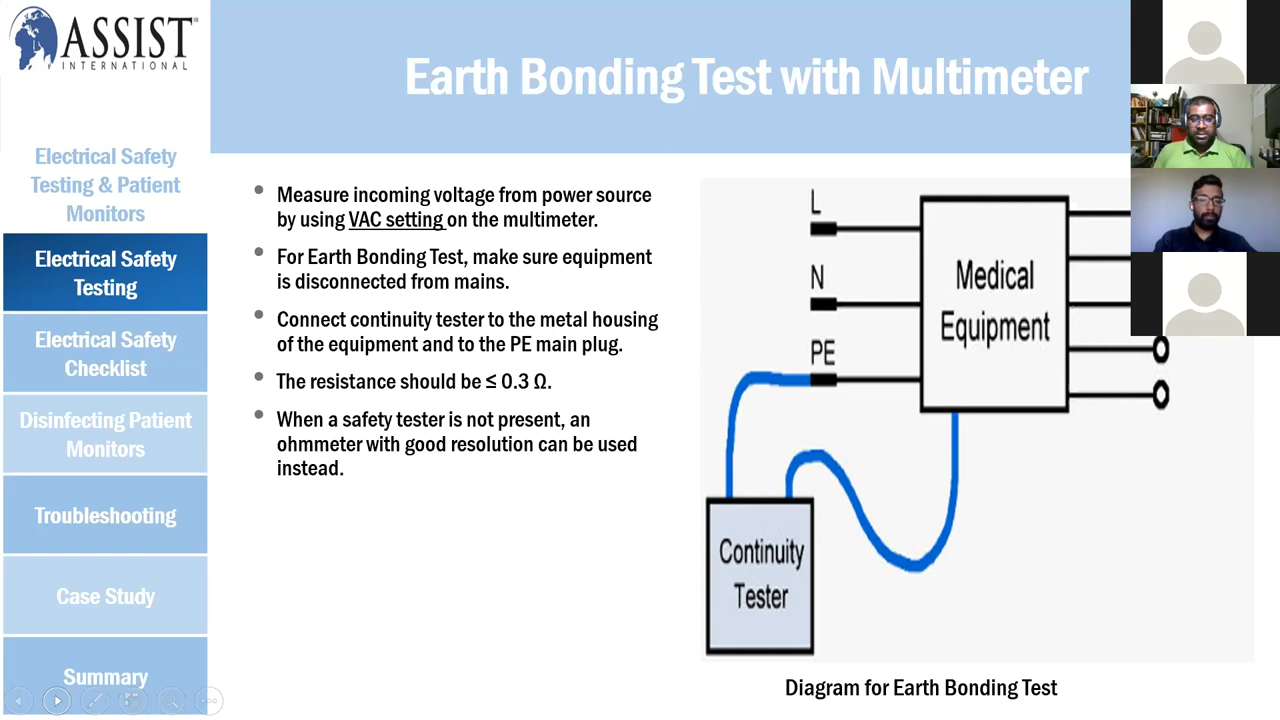 ASSIST
INTERNATIONAL
Earth Bonding Test with Multimeter
Electrical Safety
Testing & Patient
Monitors
Electrical Safety
Testing
Electrical Safety
Checklist
Disinfecting Patient
Monitors
Troubleshooting
Case Study
Summary
• Measure incoming voltage from power source
by using VAC setting on the multimeter.
• For Earth Bonding Test, make sure equipment
is disconnected from mains.
• Connect continuity tester to the metal housing
of the equipment and to the PE main plug.
• The resistance should be ≤ 0.3 Ω.
• When a safety tester is not present, an
ohmmeter with good resolution can be used
instead.
L
N
PE
Medical
Equipment
Continuity
Tester
Diagram for Earth Bonding Test